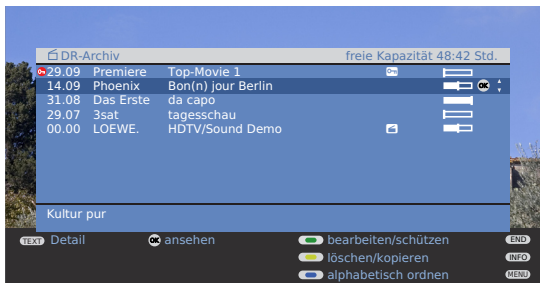 DR-Archiv freie Kapazität 48:42 Std.
29.09 Premiere Top-Movie 1
14.09 Phoenix Bon(n) jour Berlin OK
31.08 Das Erste da capo
29.07 3sat tagesschau
00.00 LOEWE. HDTV/Sound Demo
Kultur pur
TEXT Detail OK ansehen bearbeiten/schützen END
löschen/kopieren INFO
alphabetisch ordnen MENU